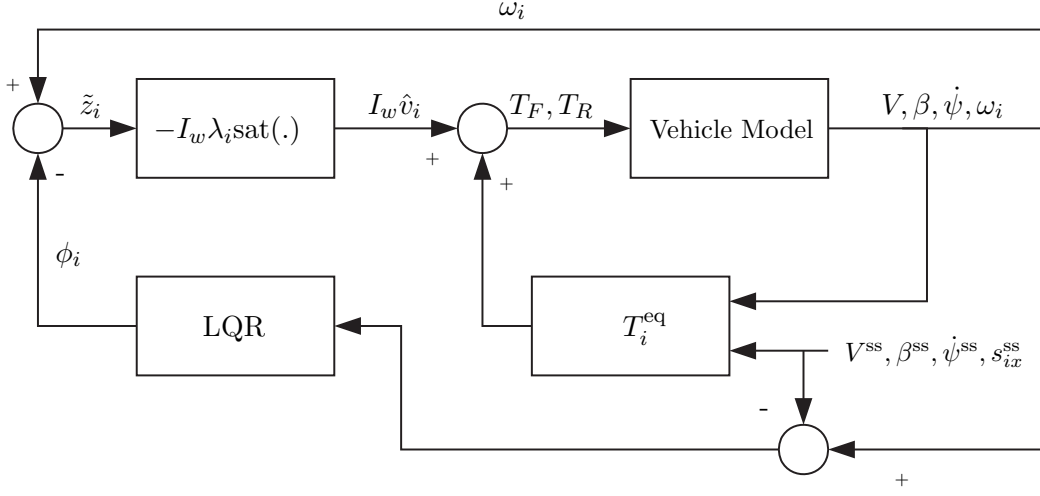 ω_i
+
z̃_i
−I_w λ_i sat(.)
I_w v̂_i
T_F, T_R
Vehicle Model
V, β, ψ̇, ω_i
+
-
+
ϕ_i
LQR
T_i^eq
V^ss, β^ss, ψ̇^ss, s_ix^ss
-
+